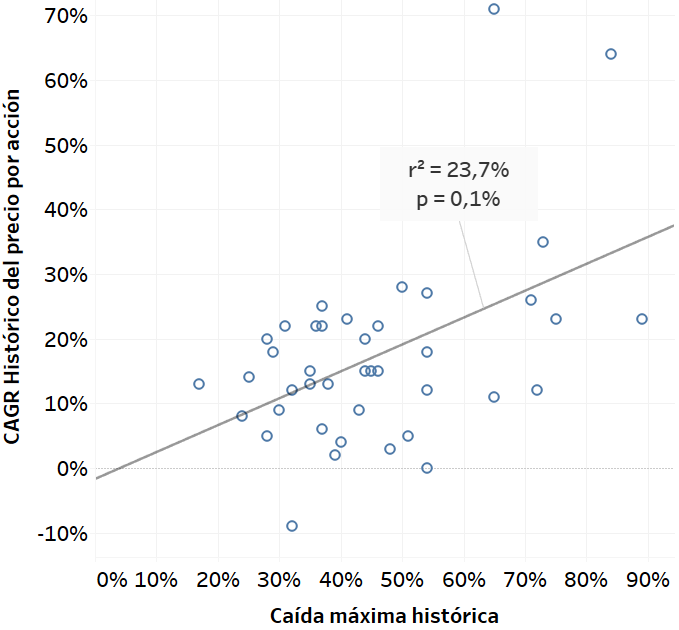 70%
60%
50%
r² = 23,7%
p = 0,1%
40%
30%
20%
10%
0%
-10%
CAGR Histórico del precio por acción
0% 10% 20% 30% 40% 50% 60% 70% 80% 90%
Caída máxima histórica